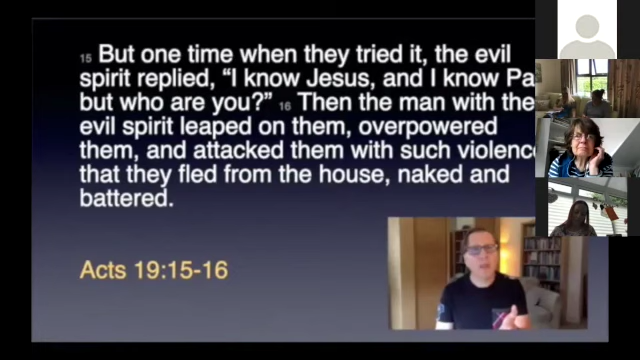 15 But one time when they tried it, the evil
spirit replied, “I know Jesus, and I know
but who are you?” 16 Then the man with the
evil spirit leaped on them, overpowered
them, and attacked them with such
that they fled from the house, naked and
battered.
Acts 19:15-16